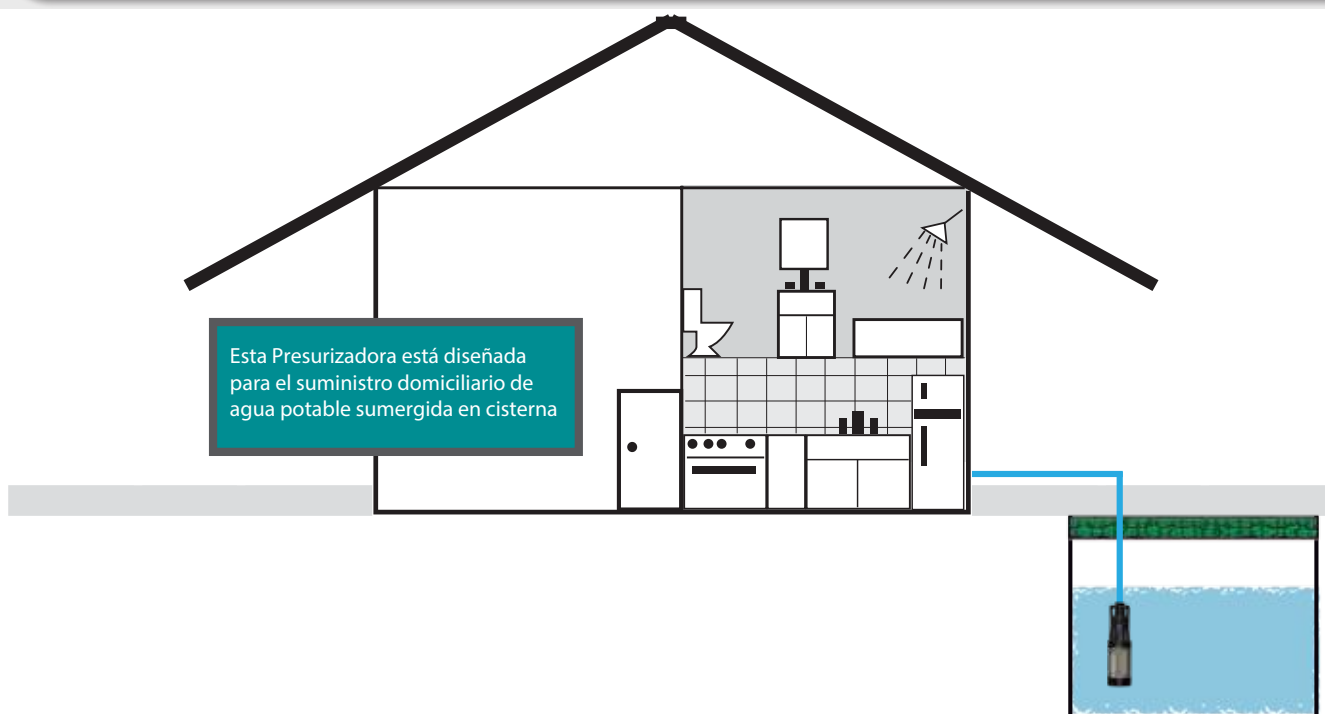 Esta Presurizadora está diseñada
para el suministro domiciliario de
agua potable sumergida en cisterna